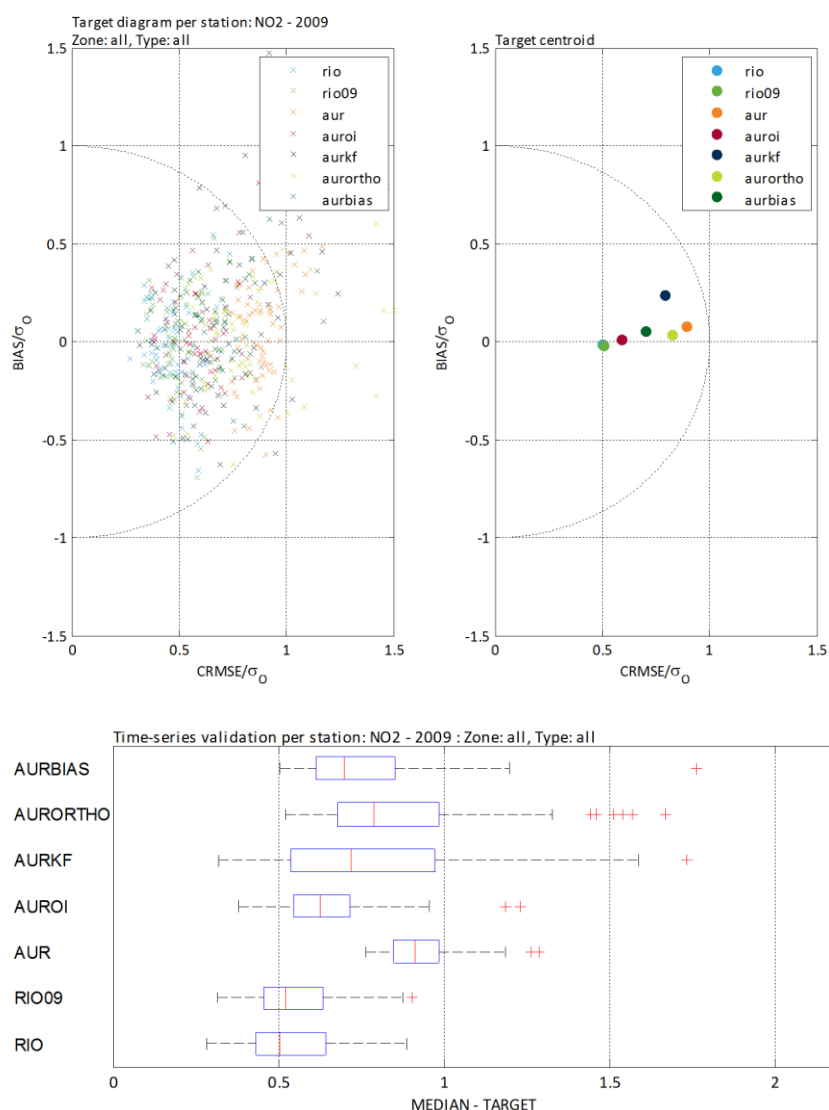 Target diagram per station: NO2 - 2009
Zone: all, Type: all
1.5
1
0.5
0
-0.5
-1
-1.5
BIAS/σO
0.5
1
1.5
CRMSE/σO
rio
rio09
aur
auroi
aurkf
aurortho
aurbias
Target centroid
1.5
1
0.5
0
-0.5
-1
-1.5
BIAS/σO
0
0.5
1
1.5
CRMSE/σO
rio
rio09
aur
auroi
aurkf
aurortho
aurbias
Time-series validation per station: NO2 - 2009 : Zone: all, Type: all
AURBIAS
AURORTHO
AURKF
AUROI
AUR
RIO09
RIO
0
0.5
1
1.5
2
MEDIAN - TARGET